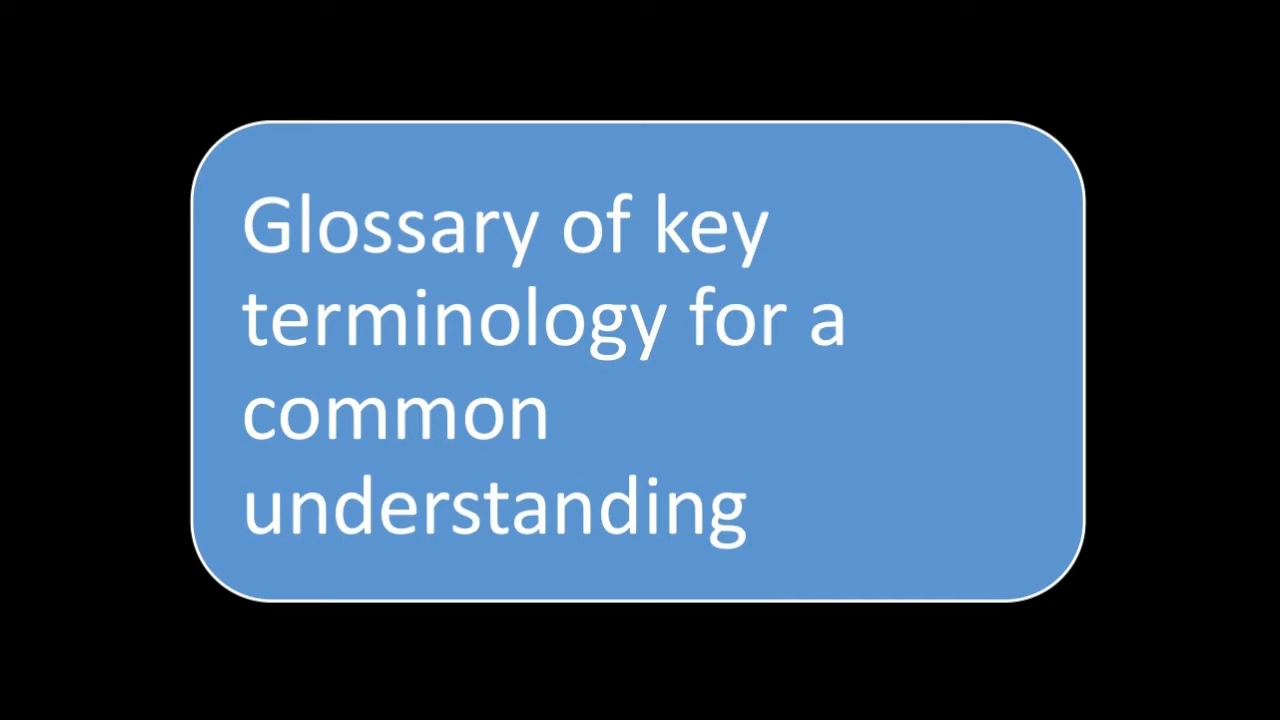 Glossary of key
terminology for a
common
understanding